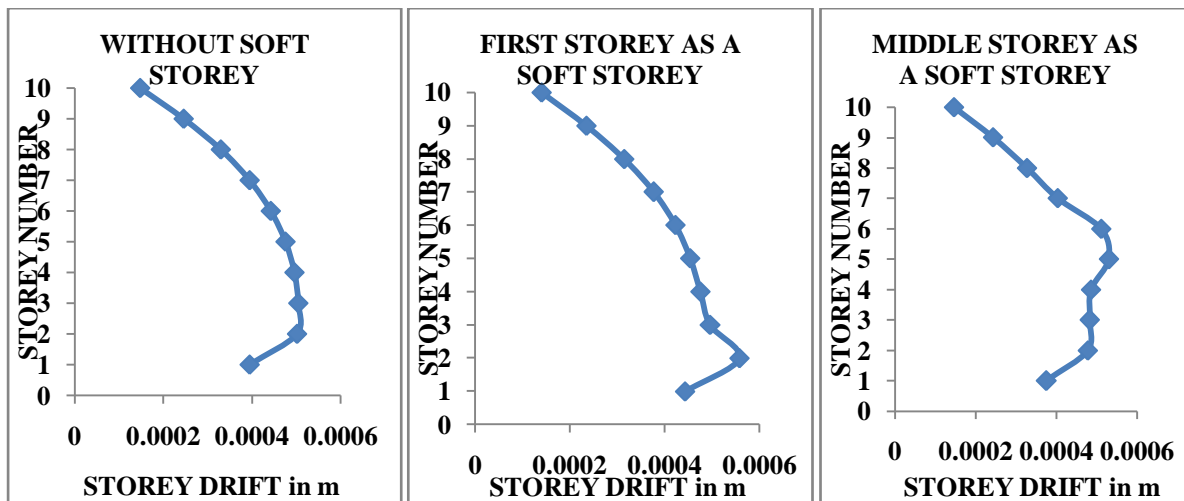 WITHOUT SOFT
STOREY
STOREY NUMBER
10
9
8
7
6
5
4
3
2
1
0
0 0.0002 0.0004 0.0006
STOREY DRIFT in m
FIRST STOREY AS A
SOFT STOREY
STOREY NUMBER
10
9
8
7
6
5
4
3
2
1
0
0 0.0002 0.0004 0.0006
STOREY DRIFT in m
MIDDLE STOREY AS
A SOFT STOREY
STOREY NUMBER
10
9
8
7
6
5
4
3
2
1
0
0 0.0002 0.0004 0.0006
STOREY DRIFT in m